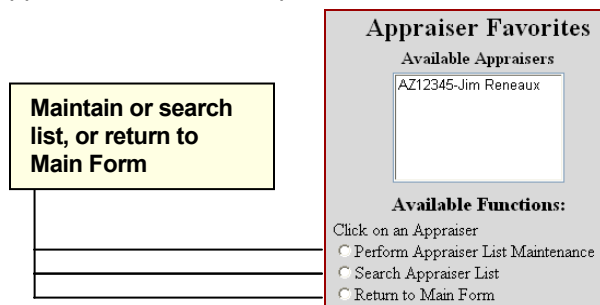 Appraiser Favorites
Available Appraisers
AZ12345-Jim Reneaux
Maintain or search
list, or return to
Main Form
Available Functions:
Click on an Appraiser
Perform Appraiser List Maintenance
Search Appraiser List
Return to Main Form